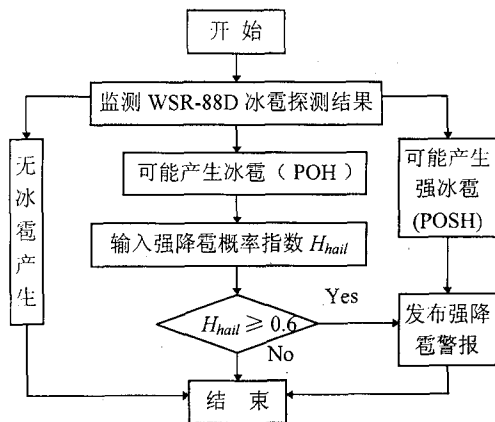 开 始
监测 WSR-88D 冰雹探测结果
无冰雹产生
可能产生冰雹（POH）
可能产生
强冰雹
(POSH)
输入强降雹概率指数 H_hail
H_hail ≥ 0.6
Yes
No
发布强降
雹警报
结 束